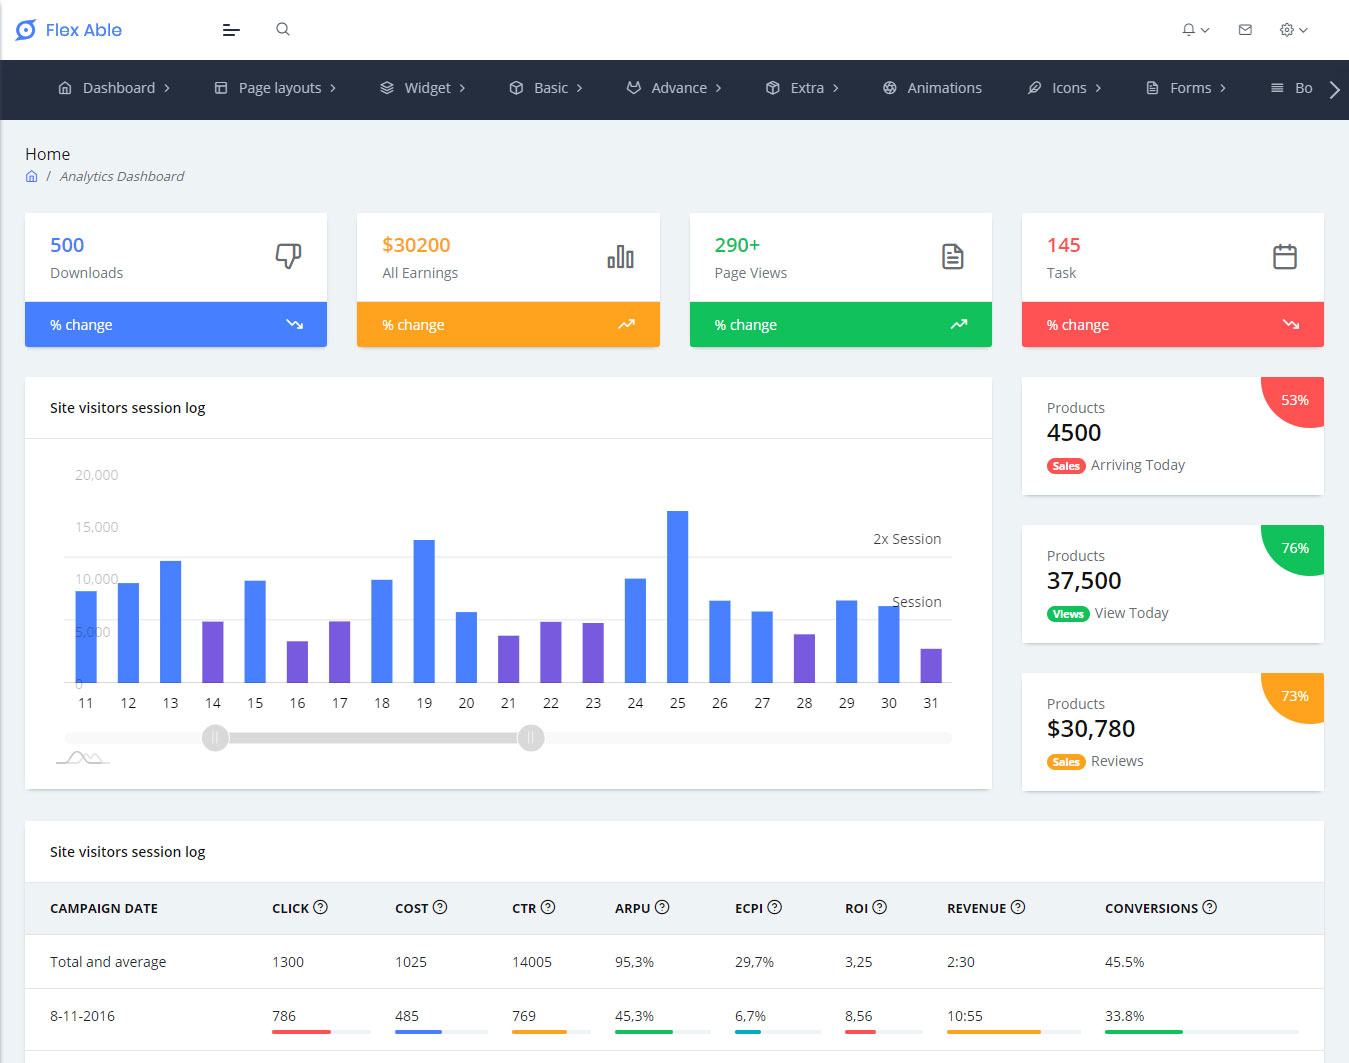 Flex Able
Dashboard Page layouts Widget Basic Advance Extra Animations Icons Forms Bo
Home
/ Analytics Dashboard
500
Downloads
% change
$30200
All Earnings
% change
290+
Page Views
% change
145
Task
% change
Site visitors session log
20,000
15,000
10,000
5,000
0
2x Session
Session
11 12 13 14 15 16 17 18 19 20 21 22 23 24 25 26 27 28 29 30 31
53%
Products
4500
Sales Arriving Today
76%
Products
37,500
Views View Today
73%
Products
$30,780
Sales Reviews
Site visitors session log
CAMPAIGN DATE CLICK COST CTR ARPU ECPI ROI REVENUE CONVERSIONS
Total and average 1300 1025 14005 95,3% 29,7% 3,25 2:30 45.5%
8-11-2016 786 485 769 45,3% 6,7% 8,56 10:55 33.8%